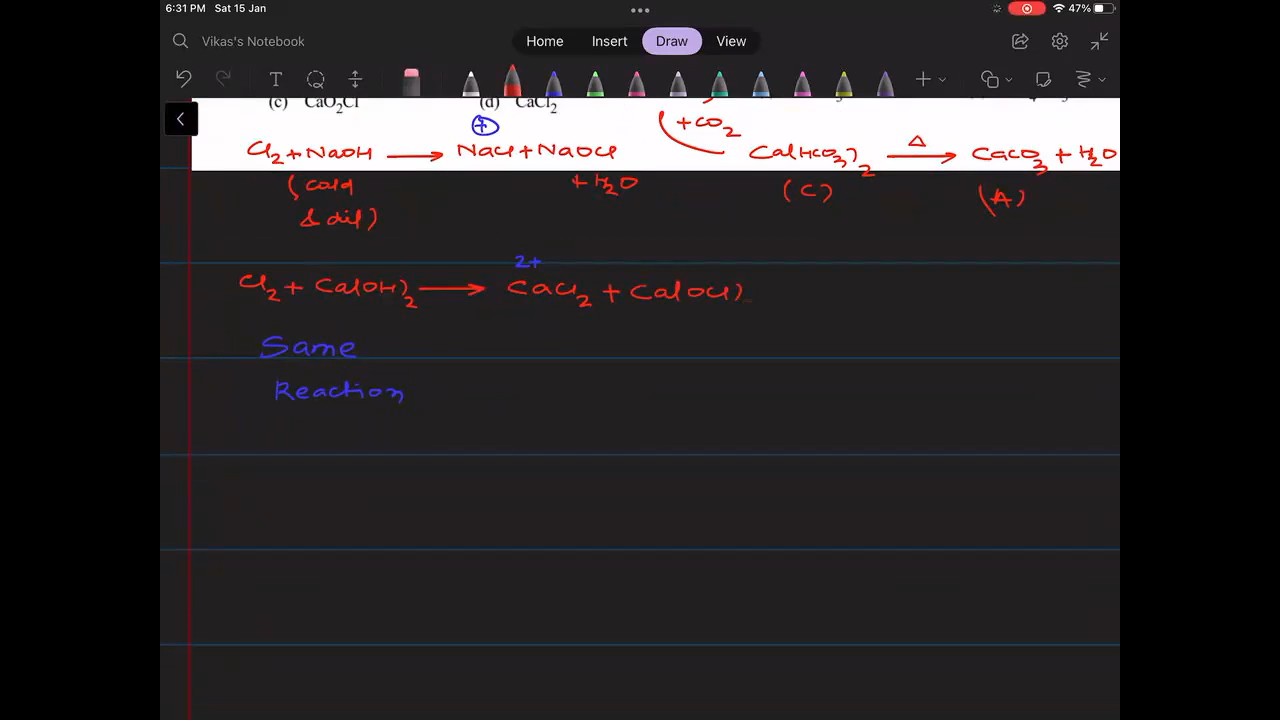 6:31 PM Sat 15 Jan
47%
Vikas's Notebook
Home Insert Draw View
(c) CaO₂Cl (d) CaCl₂
+CO₂
+
Cl₂ + NaOH ⟶ NaCl + NaOCl
+ H₂O
(cold
& dil)
Ca(HCO₃)₂ —Δ→ CaCO₃ + H₂O
(C) (A)
2+
Cl₂ + Ca(OH)₂ ⟶ CaCl₂ + Ca(OCl)
Same
Reaction